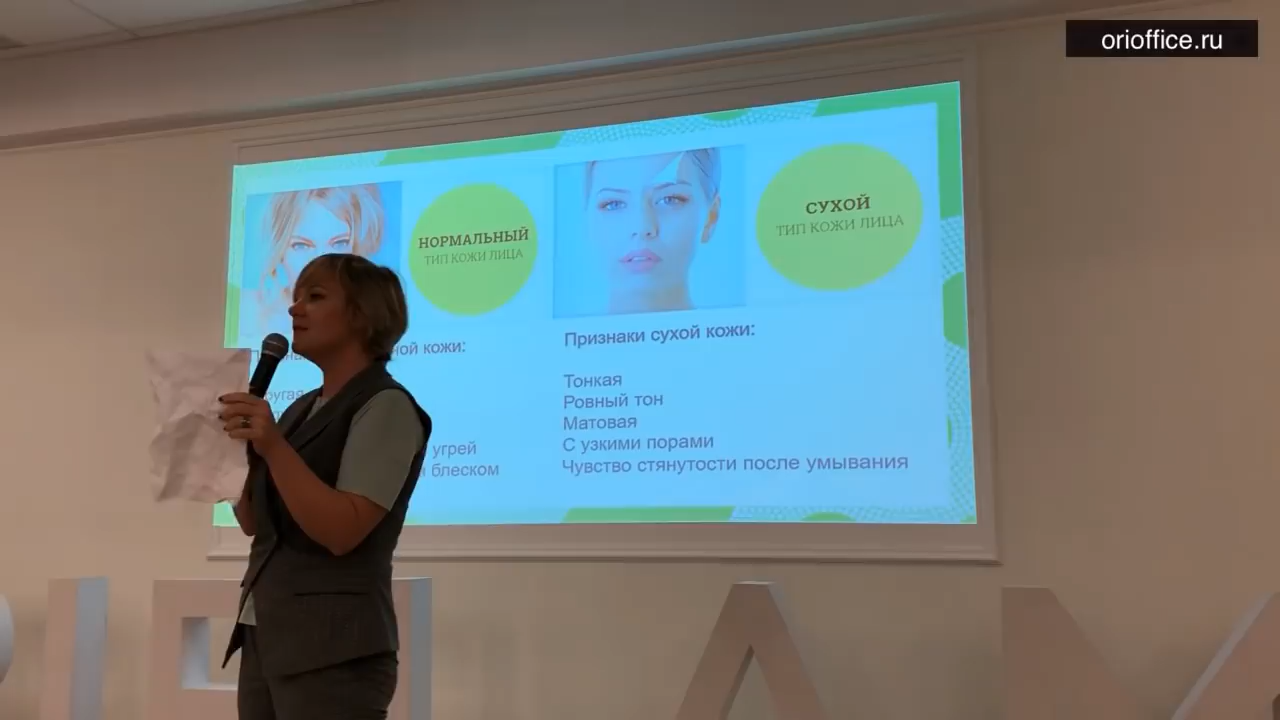 orioffice.ru
НОРМАЛЬНЫЙ
ТИП КОЖИ ЛИЦА
СУХОЙ
ТИП КОЖИ ЛИЦА
кожи:
угрей
блеском
Признаки сухой кожи:
Тонкая
Ровный тон
Матовая
С узкими порами
Чувство стянутости после умывания